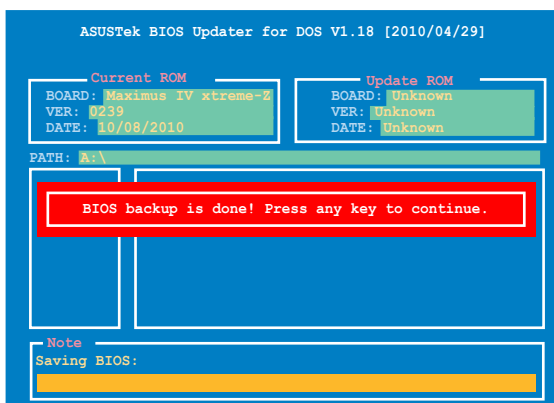 ASUSTek BIOS Updater for DOS V1.18 [2010/04/29]
Current ROM
BOARD: Maximus IV xtreme-Z
VER: 0239
DATE: 10/08/2010
Update ROM
BOARD: Unknown
VER: Unknown
DATE: Unknown
PATH: A:\
BIOS backup is done! Press any key to continue.
Note
Saving BIOS: